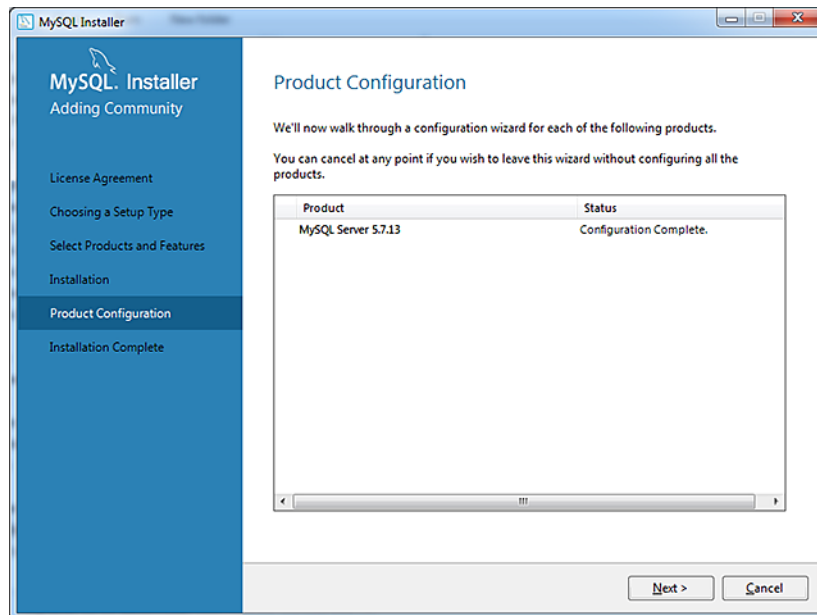 MySQL Installer
MySQL. Installer
Adding Community
License Agreement
Choosing a Setup Type
Select Products and Features
Installation
Product Configuration
Installation Complete
Product Configuration
We'll now walk through a configuration wizard for each of the following products.
You can cancel at any point if you wish to leave this wizard without configuring all the
products.
Product Status
MySQL Server 5.7.13 Configuration Complete.
Next > Cancel